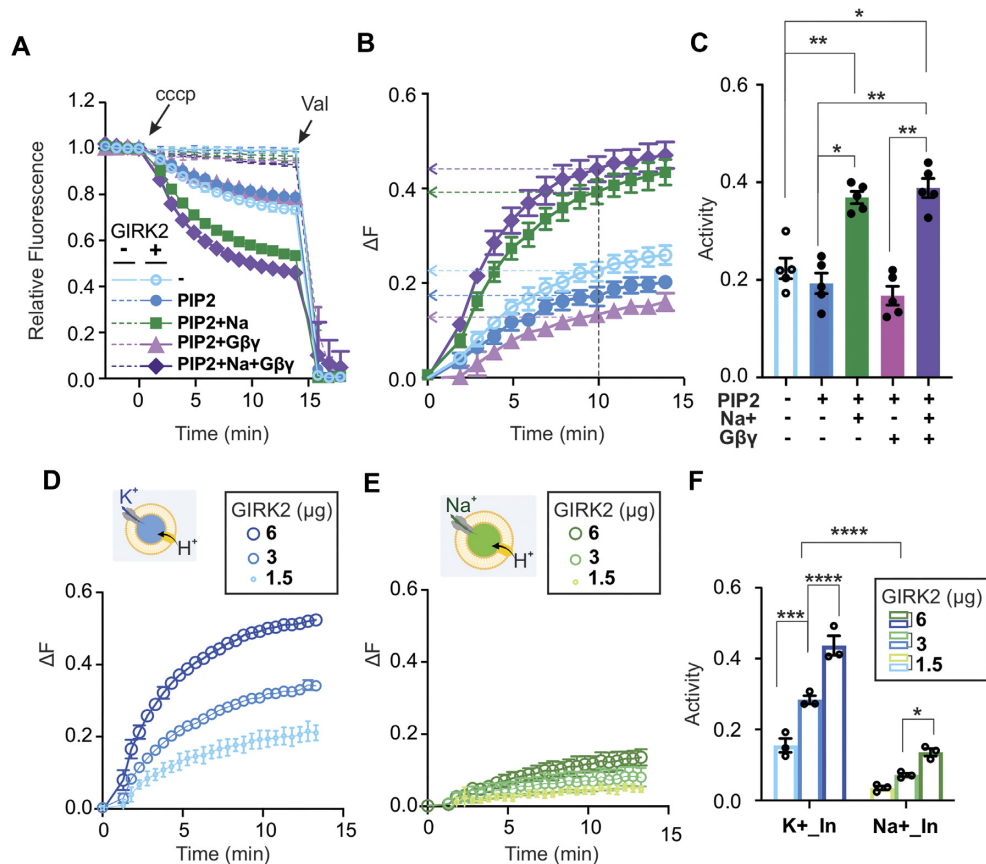 A
cccp
Val
1.2
1.0
0.8
0.6
0.4
0.2
0.0
Relative Fluorescence
GIRK2
- +
-
PIP2
PIP2+Na
PIP2+Gβγ
PIP2+Na+Gβγ
0 5 10 15
Time (min)
B
0.6
0.4
0.2
0.0
ΔF
0 5 10 15
Time (min)
C
*
**
**
* **
0.6
0.4
0.2
0.0
Activity
PIP2 - + + + +
Na+ - - + - +
Gβγ - - - + +
D
K+
H+
GIRK2 (µg)
6
3
1.5
0.6
0.4
0.2
0.0
ΔF
0 5 10 15
Time (min)
E
Na+
H+
GIRK2 (µg)
6
3
1.5
0.6
0.4
0.2
0.0
ΔF
0 5 10 15
Time (min)
F
****
****
***
*
GIRK2 (µg)
6
3
1.5
0.6
0.4
0.2
0.0
Activity
K+_In Na+_In